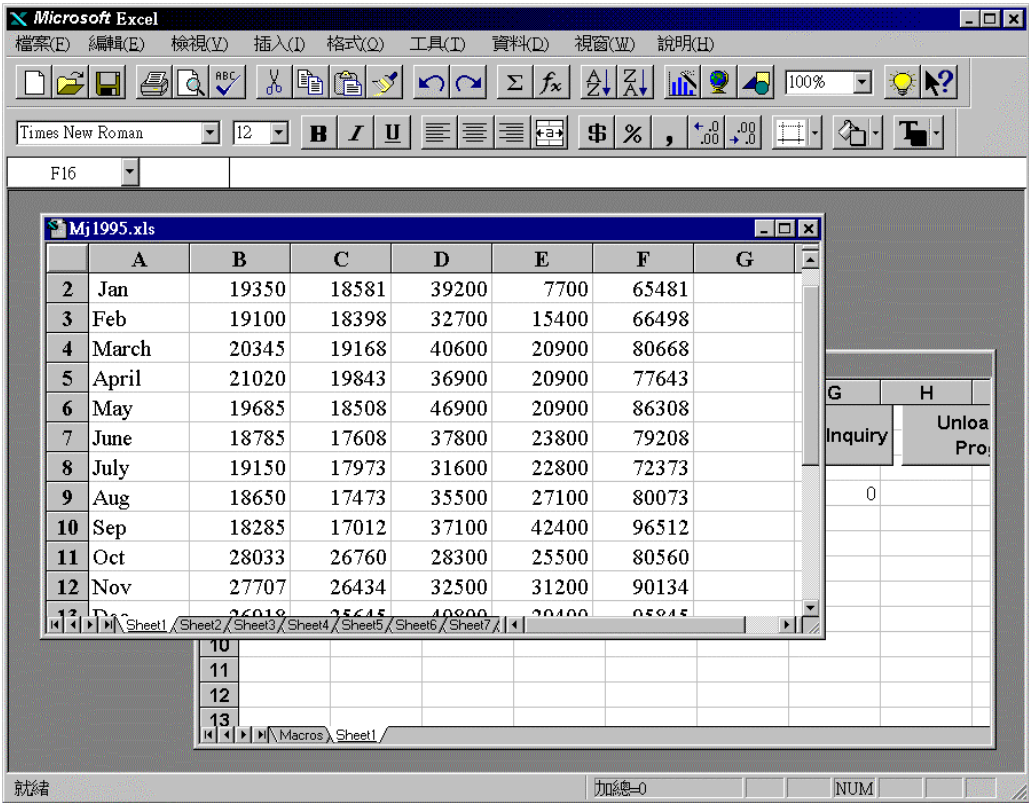 Microsoft Excel
檔案(F) 編輯(E) 檢視(V) 插入(I) 格式(O) 工具(T) 資料(D) 視窗(W) 說明(H)
ABC Σ fx A Z Z A 100% ?
Times New Roman 12 B I U a $ % , .0 .00 .00 .0 T
F16
Mj1995.xls
A B C D E F G
2 Jan 19350 18581 39200 7700 65481
3 Feb 19100 18398 32700 15400 66498
4 March 20345 19168 40600 20900 80668
5 April 21020 19843 36900 20900 77643
6 May 19685 18508 46900 20900 86308
7 June 18785 17608 37800 23800 79208
8 July 19150 17973 31600 22800 72373
9 Aug 18650 17473 35500 27100 80073
10 Sep 18285 17012 37100 42400 96512
11 Oct 28033 26760 28300 25500 80560
12 Nov 27707 26434 32500 31200 90134
Sheet1 Sheet2 Sheet3 Sheet4 Sheet5 Sheet6 Sheet7
G H
Inquiry Unloa
Pro
0
10
11
12
13
Macros Sheet1
就緒 加總=0 NUM